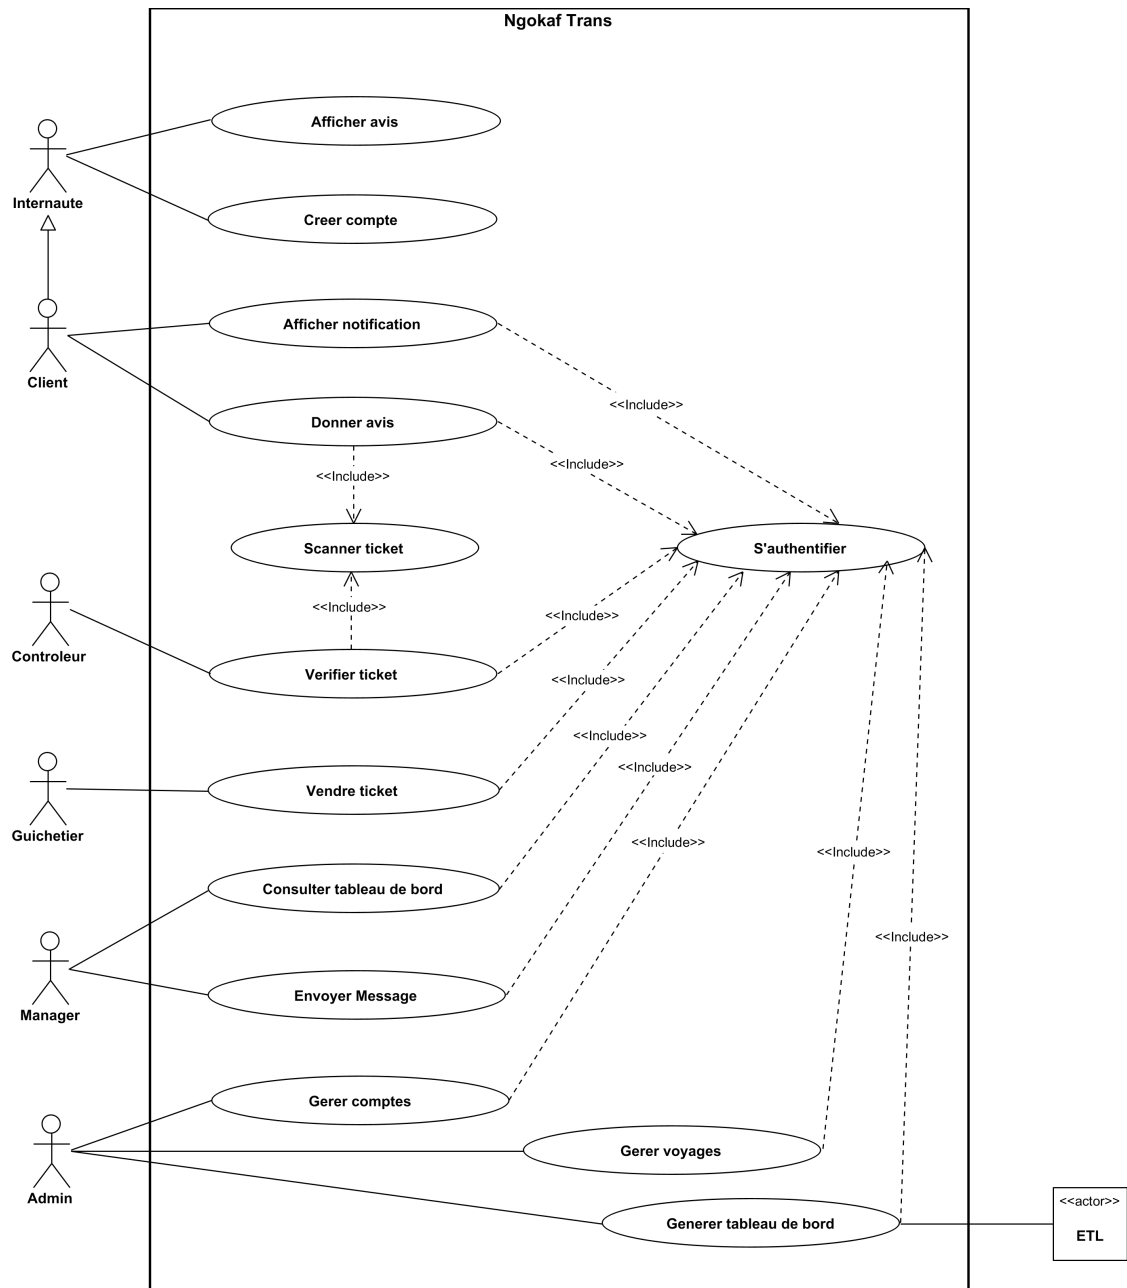 Ngokaf Trans
Afficher avis
Internaute
Creer compte
Afficher notification
Client
<<Include>>
Donner avis
<<Include>>
<<Include>>
Scanner ticket
S'authentifier
<<Include>>
<<Include>>
Controleur
Verifier ticket
<<Include>>
<<Include>>
<<Include>>
Vendre ticket
Guichetier
<<Include>>
<<Include>>
Consulter tableau de bord
<<Include>>
Envoyer Message
Manager
Gerer comptes
Gerer voyages
Admin
<<actor>>
Generer tableau de bord
ETL